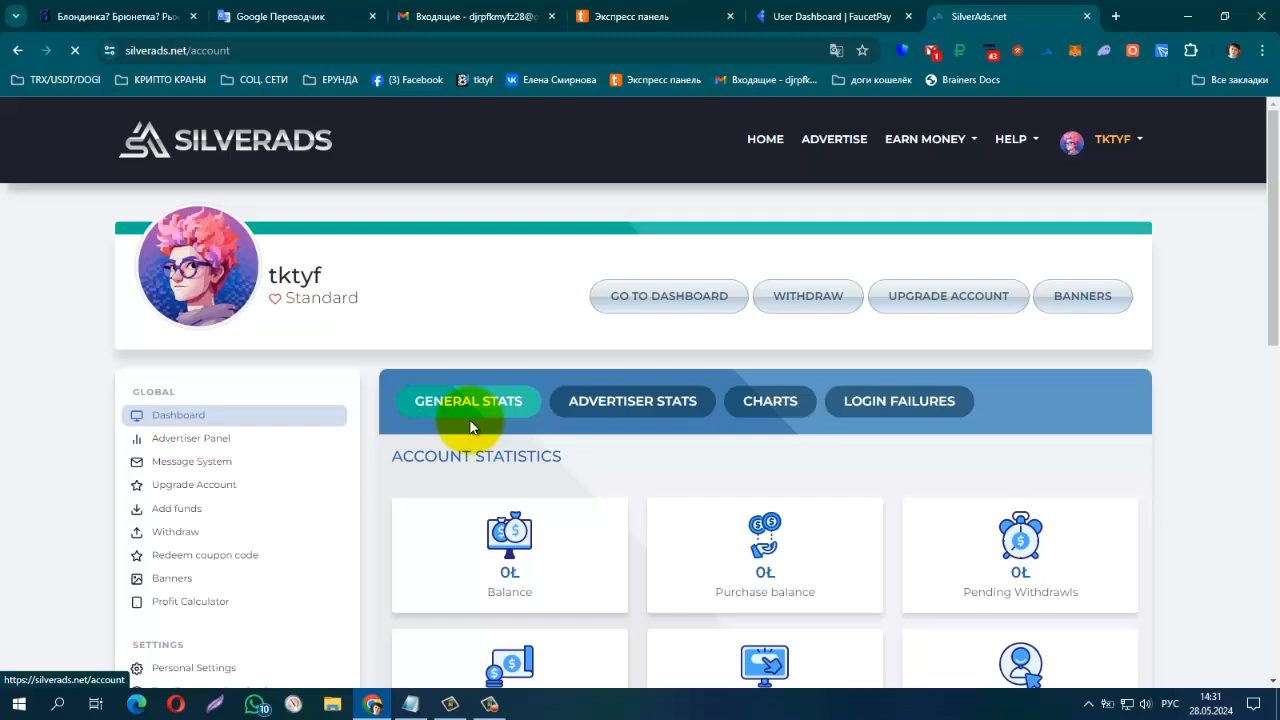 Блондинка? Брюнетка? Рыж
Google Переводчик
Входящие - djrpfkmyfz28@g
Экспресс панель
User Dashboard | FaucetPay
SilverAds.net
silverads.net/account
1
43
TRX/USDT/DOGI
КРИПТО КРАНЫ
СОЦ. СЕТИ
ЕРУНДА
(3) Facebook
tktyf
Елена Смирнова
Экспресс панель
Входящие - djrpfk...
доги кошелёк
Brainers Docs
Все закладки
SILVERADS
HOME
ADVERTISE
EARN MONEY
HELP
TKTYF
tktyf
Standard
GO TO DASHBOARD
WITHDRAW
UPGRADE ACCOUNT
BANNERS
GLOBAL
Dashboard
Advertiser Panel
Message System
Upgrade Account
Add funds
Withdraw
Redeem coupon code
Banners
Profit Calculator
SETTINGS
Personal Settings
GENERAL STATS
ADVERTISER STATS
CHARTS
LOGIN FAILURES
ACCOUNT STATISTICS
0Ł
Balance
0Ł
Purchase balance
0Ł
Pending Withdrawls
https://silverads.net/account
10
РУС
14:31
28.05.2024